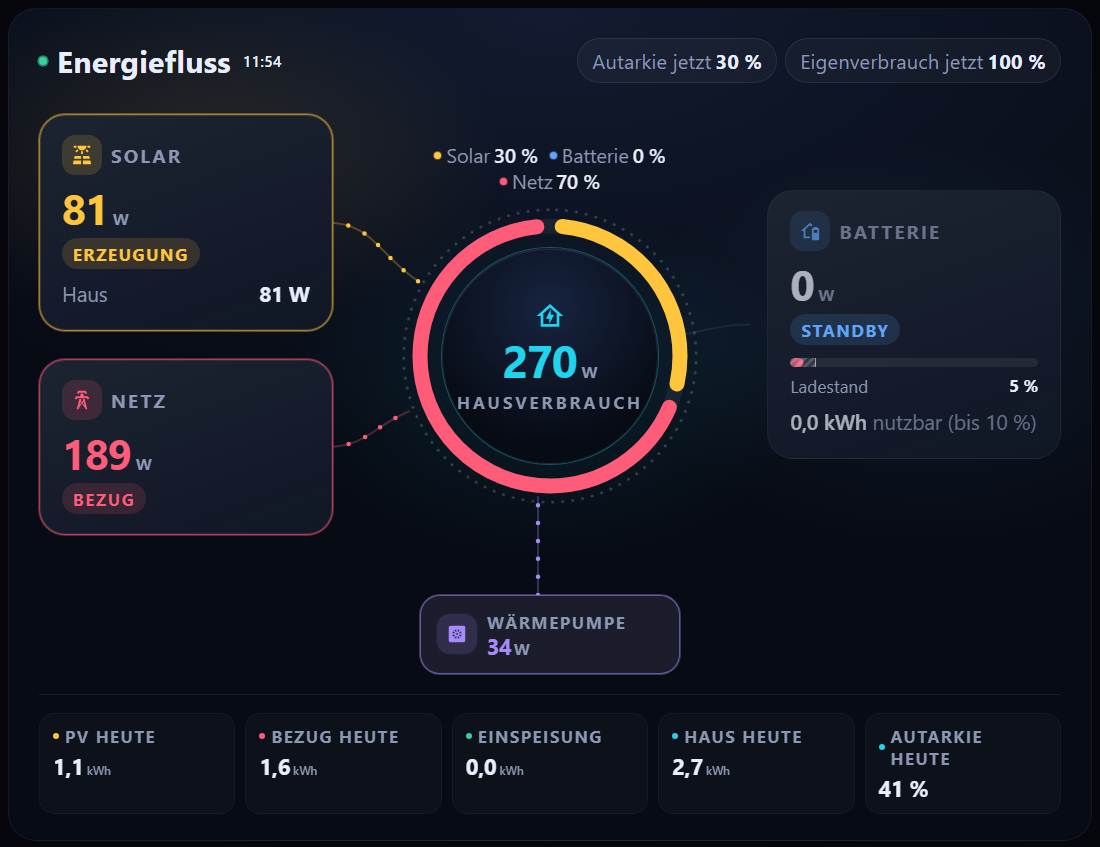 Energiefluss 11:54
Autarkie jetzt 30 %
Eigenverbrauch jetzt 100 %
SOLAR
81 W
ERZEUGUNG
Haus 81 W
NETZ
189 W
BEZUG
Solar 30 % Batterie 0 %
Netz 70 %
270 W
HAUSVERBRAUCH
BATTERIE
0 W
STANDBY
Ladestand 5 %
0,0 kWh nutzbar (bis 10 %)
WÄRMEPUMPE
34 W
PV HEUTE
1,1 kWh
BEZUG HEUTE
1,6 kWh
EINSPEISUNG
0,0 kWh
HAUS HEUTE
2,7 kWh
AUTARKIE
HEUTE
41 %